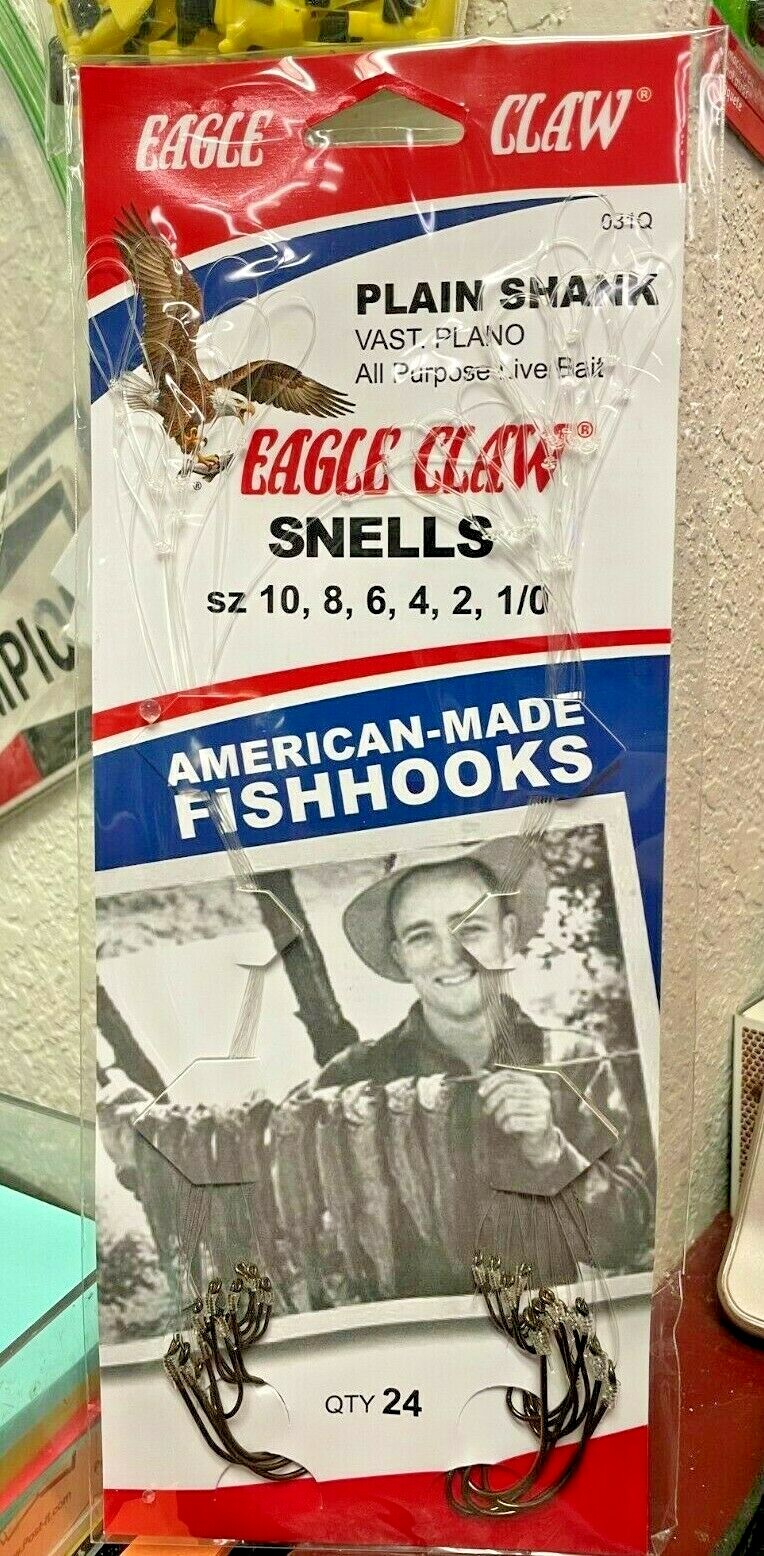 EAGLE CLAW®
031Q
PLAIN SHANK
VAST. PLANO
All Purpose Live Bait
EAGLE CLAW®
®
SNELLS
sz 10, 8, 6, 4, 2, 1/0
AMERICAN-MADE
FISHHOOKS
QTY 24